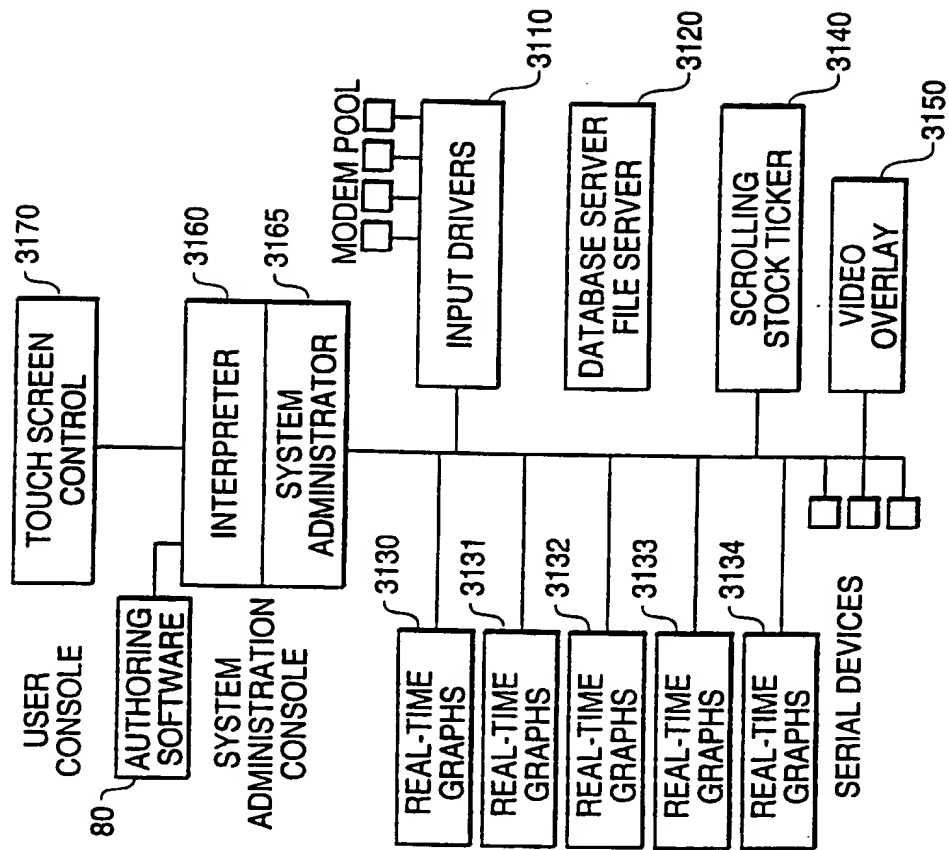 USER
CONSOLE
TOUCH SCREEN
CONTROL
3170
80
AUTHORING
SOFTWARE
SYSTEM
ADMINISTRATION
CONSOLE
INTERPRETER
3160
SYSTEM
ADMINISTRATOR
3165
MODEM POOL
INPUT DRIVERS
3110
DATABASE SERVER
FILE SERVER
3120
SCROLLING
STOCK TICKER
3140
VIDEO
OVERLAY
3150
REAL-TIME
GRAPHS
3130
REAL-TIME
GRAPHS
3131
REAL-TIME
GRAPHS
3132
REAL-TIME
GRAPHS
3133
REAL-TIME
GRAPHS
3134
SERIAL DEVICES